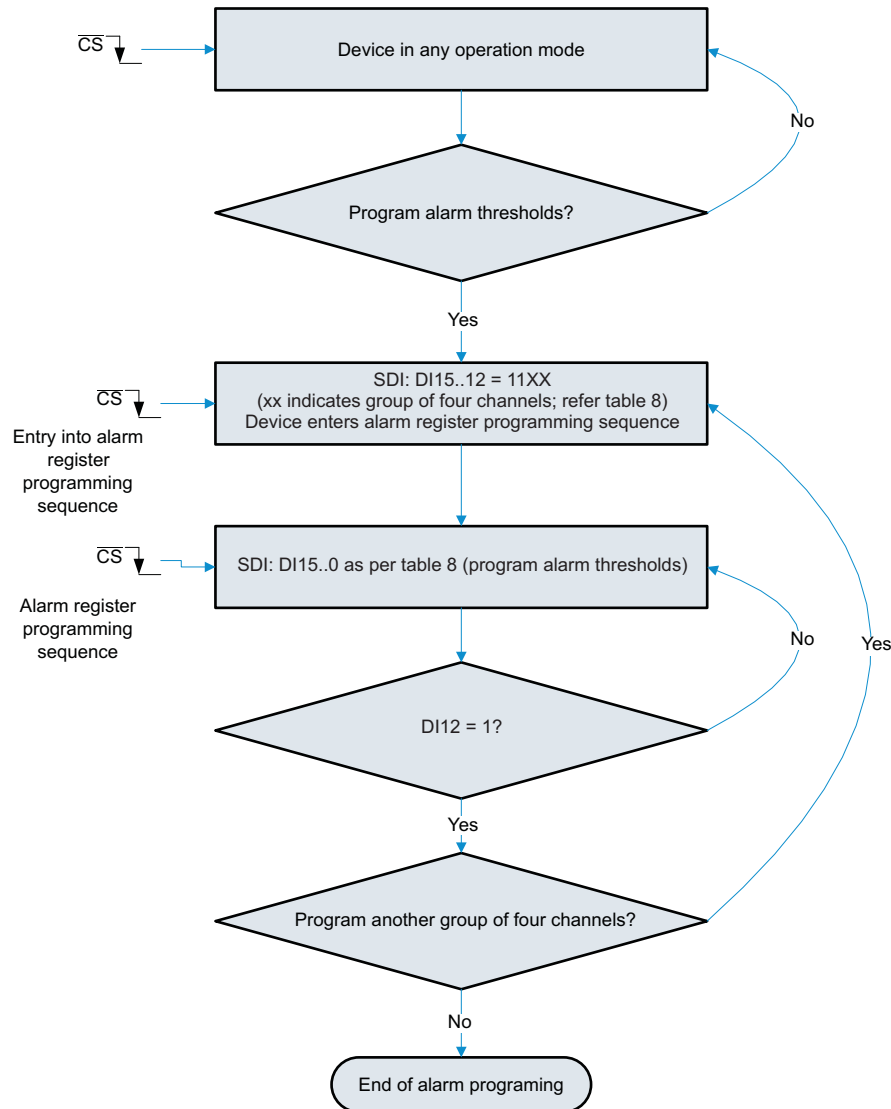 CS
Device in any operation mode
No
Program alarm thresholds?
Yes
SDI: DI15..12 = 11XX
(xx indicates group of four channels; refer table 8)
Device enters alarm register programming sequence
CS
Entry into alarm
register
programming
sequence
CS
SDI: DI15..0 as per table 8 (program alarm thresholds)
Alarm register
programming
sequence
No
Yes
DI12 = 1?
Yes
Program another group of four channels?
No
End of alarm programing